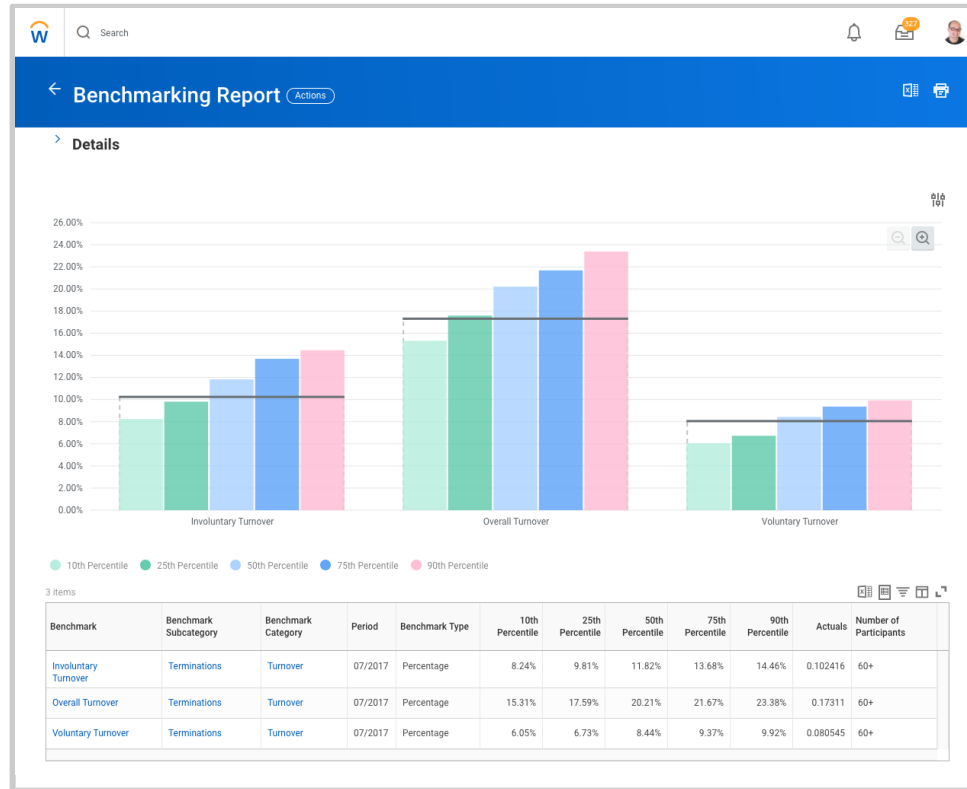 W
Search
327
Benchmarking Report Actions
Details
26.00%
24.00%
22.00%
20.00%
18.00%
16.00%
14.00%
12.00%
10.00%
8.00%
6.00%
4.00%
2.00%
0.00%
Involuntary Turnover Overall Turnover Voluntary Turnover
10th Percentile 25th Percentile 50th Percentile 75th Percentile 90th Percentile
3 items
Benchmark Benchmark Subcategory Benchmark Category Period Benchmark Type 10th Percentile 25th Percentile 50th Percentile 75th Percentile 90th Percentile Actuals Number of Participants
Involuntary Turnover Terminations Turnover 07/2017 Percentage 8.24% 9.81% 11.82% 13.68% 14.46% 0.102416 60+
Overall Turnover Terminations Turnover 07/2017 Percentage 15.31% 17.59% 20.21% 21.67% 23.38% 0.17311 60+
Voluntary Turnover Terminations Turnover 07/2017 Percentage 6.05% 6.73% 8.44% 9.37% 9.92% 0.080545 60+